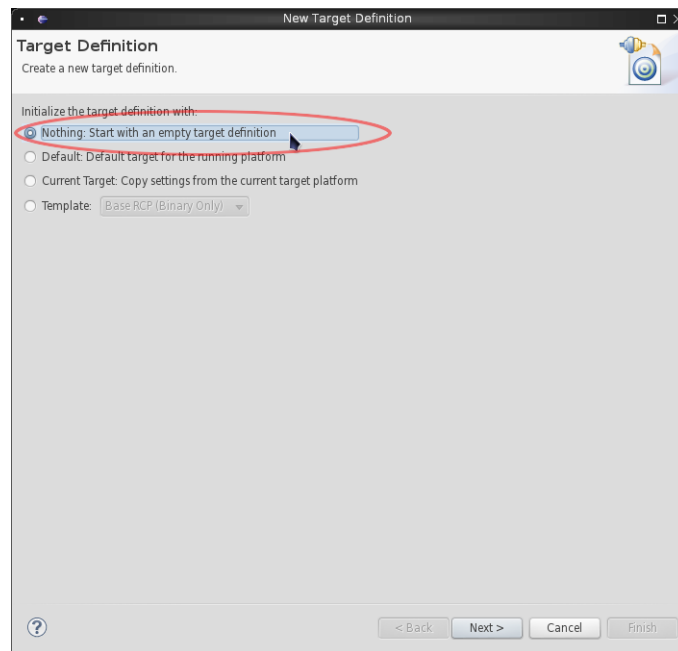 New Target Definition
Target Definition
Create a new target definition.
Initialize the target definition with:
Nothing: Start with an empty target definition
Default: Default target for the running platform
Current Target: Copy settings from the current target platform
Template: Base RCP (Binary Only)
< Back Next > Cancel Finish